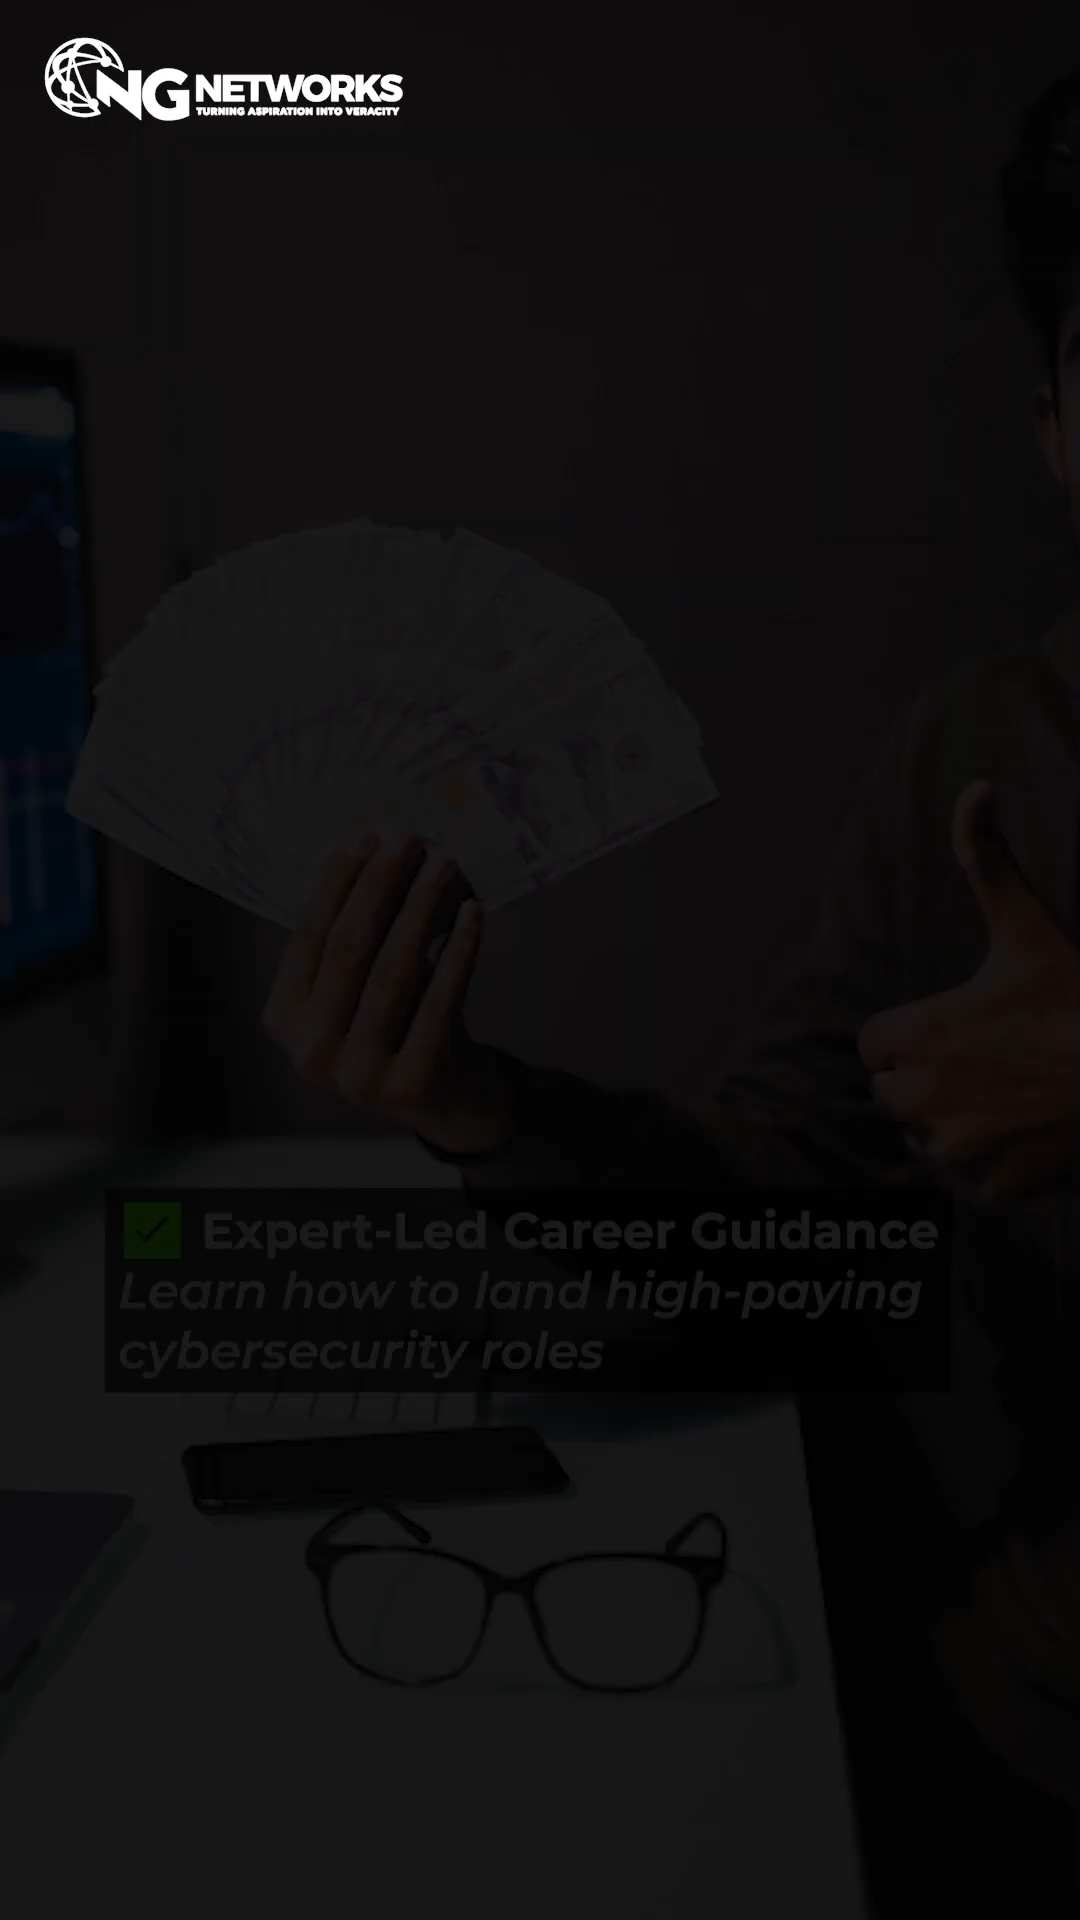 NG NETWORKS
TURNING ASPIRATION INTO VERACITY
✅ Expert-Led Career Guidance
Learn how to land high-paying
cybersecurity roles